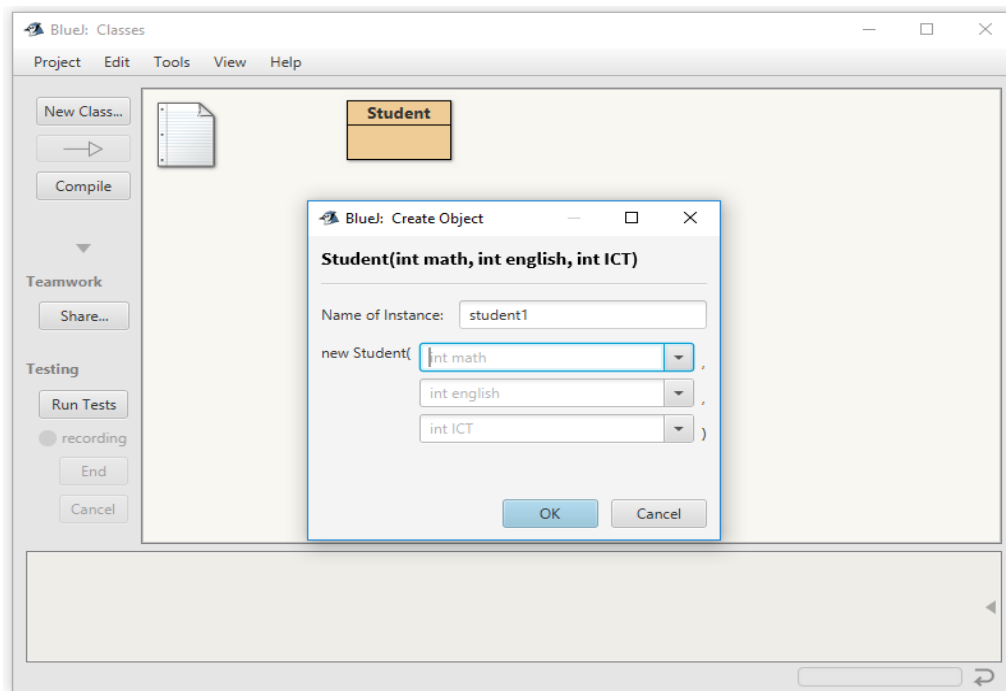 BlueJ: Classes
Project Edit Tools View Help
New Class...
Compile
Teamwork
Share...
Testing
Run Tests
recording
End
Cancel
Student
BlueJ: Create Object
Student(int math, int english, int ICT)
Name of Instance: student1
new Student( int math ,
int english ,
int ICT )
OK Cancel